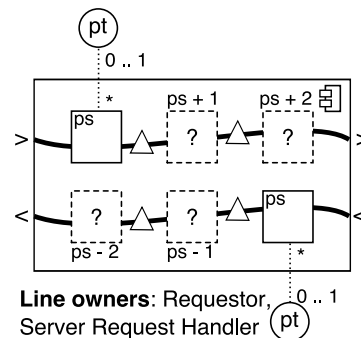 pt
0 .. 1
*
ps
ps + 1
ps + 2
?
?
>
>
<
<
?
?
ps
ps - 2
ps - 1
*
Line owners: Requestor,
0 .. 1
Server Request Handler
pt